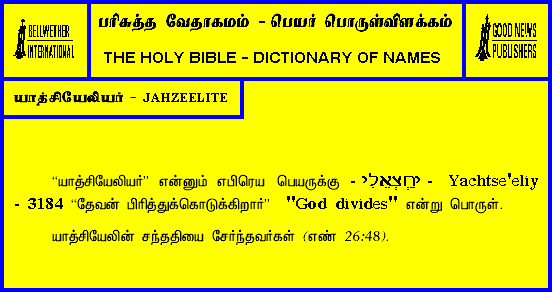 BELLWETHER
INTERNATIONAL
பரிசுத்த வேதாகமம் - பெயர் பொருள்விளக்கம்
THE HOLY BIBLE - DICTIONARY OF NAMES
GOOD NEWS
PUBLISHERS
யாத்சியேலியர் - JAHZEELITE
“யாத்சியேலியர்” என்னும் எபிரெய பெயருக்கு - יַחְצְאֵלִי - Yachtse'eliy
- 3184 “தேவன் பிரித்துக்கொடுக்கிறார்” "God divides" என்று பொருள்.
யாத்சியேலின் சந்ததியை சேர்ந்தவர்கள் (எண் 26:48).